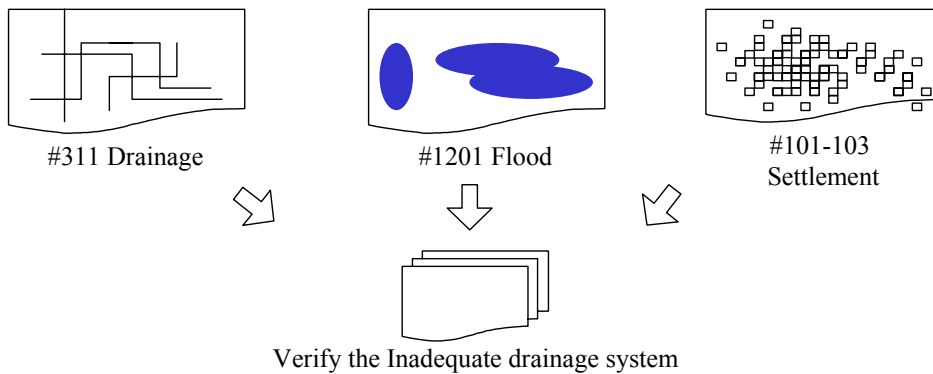 #311 Drainage
#1201 Flood
#101-103
Settlement
Verify the Inadequate drainage system